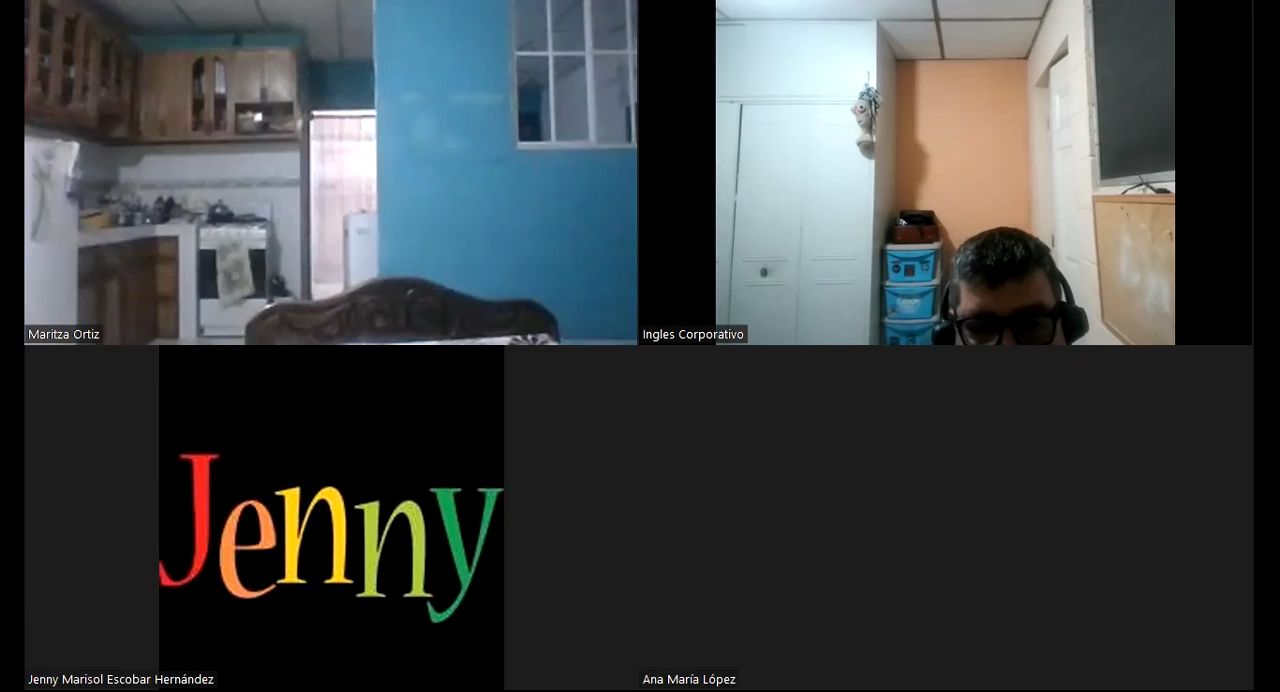 Maritza Ortiz
Ingles Corporativo
Jenny
Jenny Marisol Escobar Hernández
Ana María López